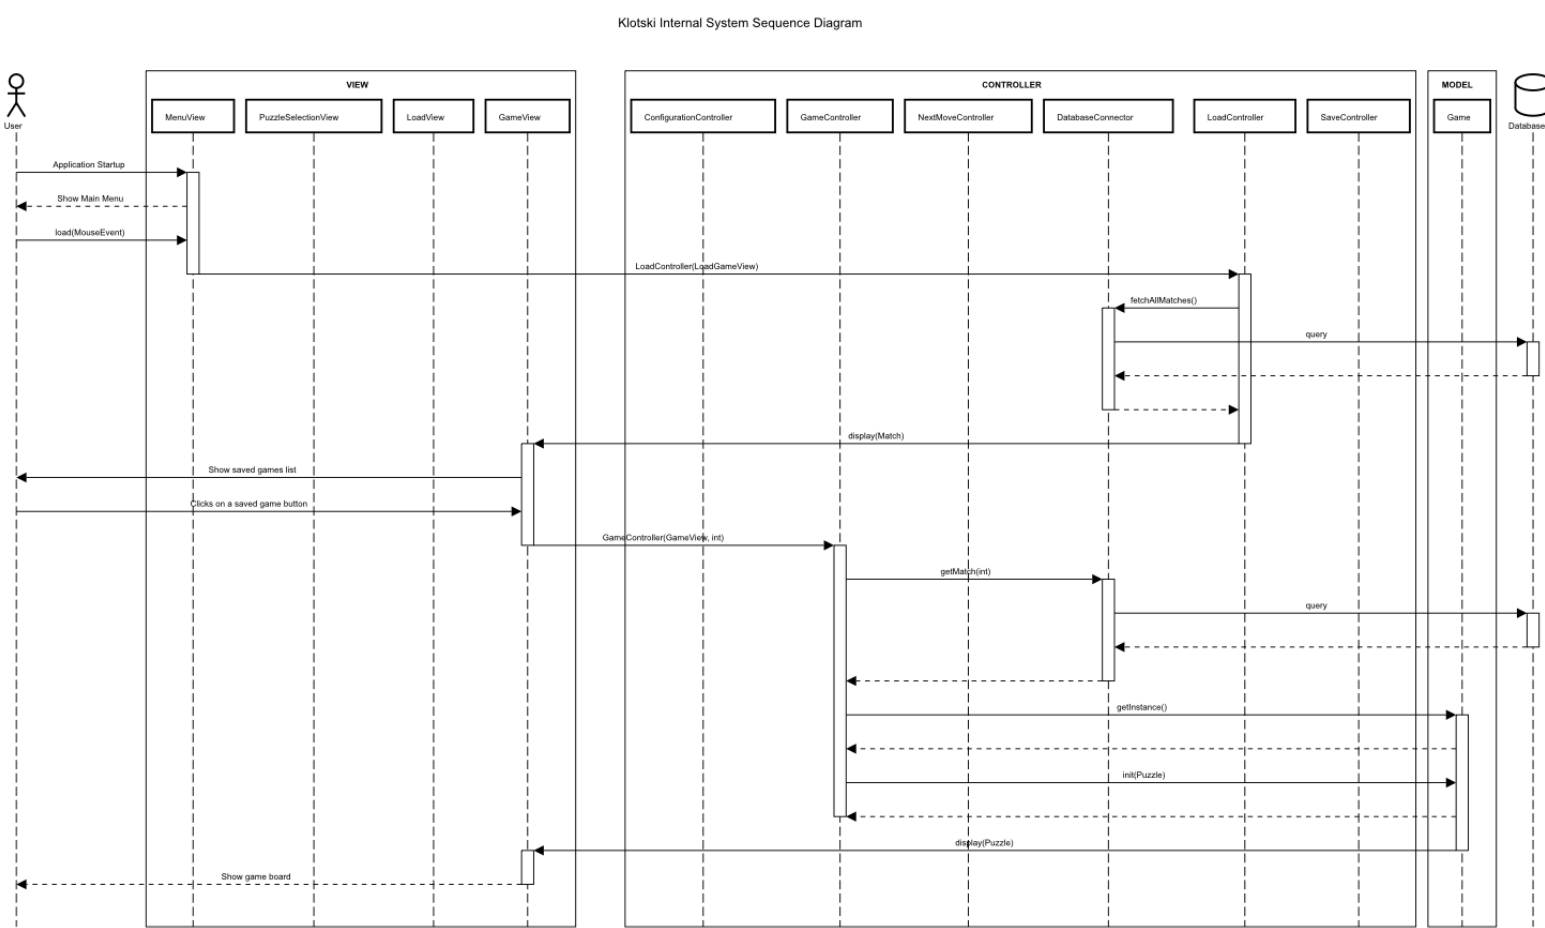 Klotski Internal System Sequence Diagram
VIEW
CONTROLLER
MODEL
MenuView
PuzzleSelectionView
LoadView
GameView
ConfigurationController
GameController
NextMoveController
DatabaseConnector
LoadController
SaveController
Game
User
Database
Application Startup
Show Main Menu
load(MouseEvent)
LoadController(LoadGameView)
fetchAllMatches()
query
display(Match)
Show saved games list
Clicks on a saved game button
GameController(GameView, int)
getMatch(int)
query
getInstance()
init(Puzzle)
display(Puzzle)
Show game board